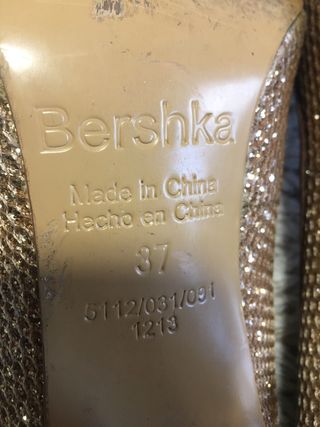 Bershka
Made in China
Hecho en China
37
5112/031/091
1213